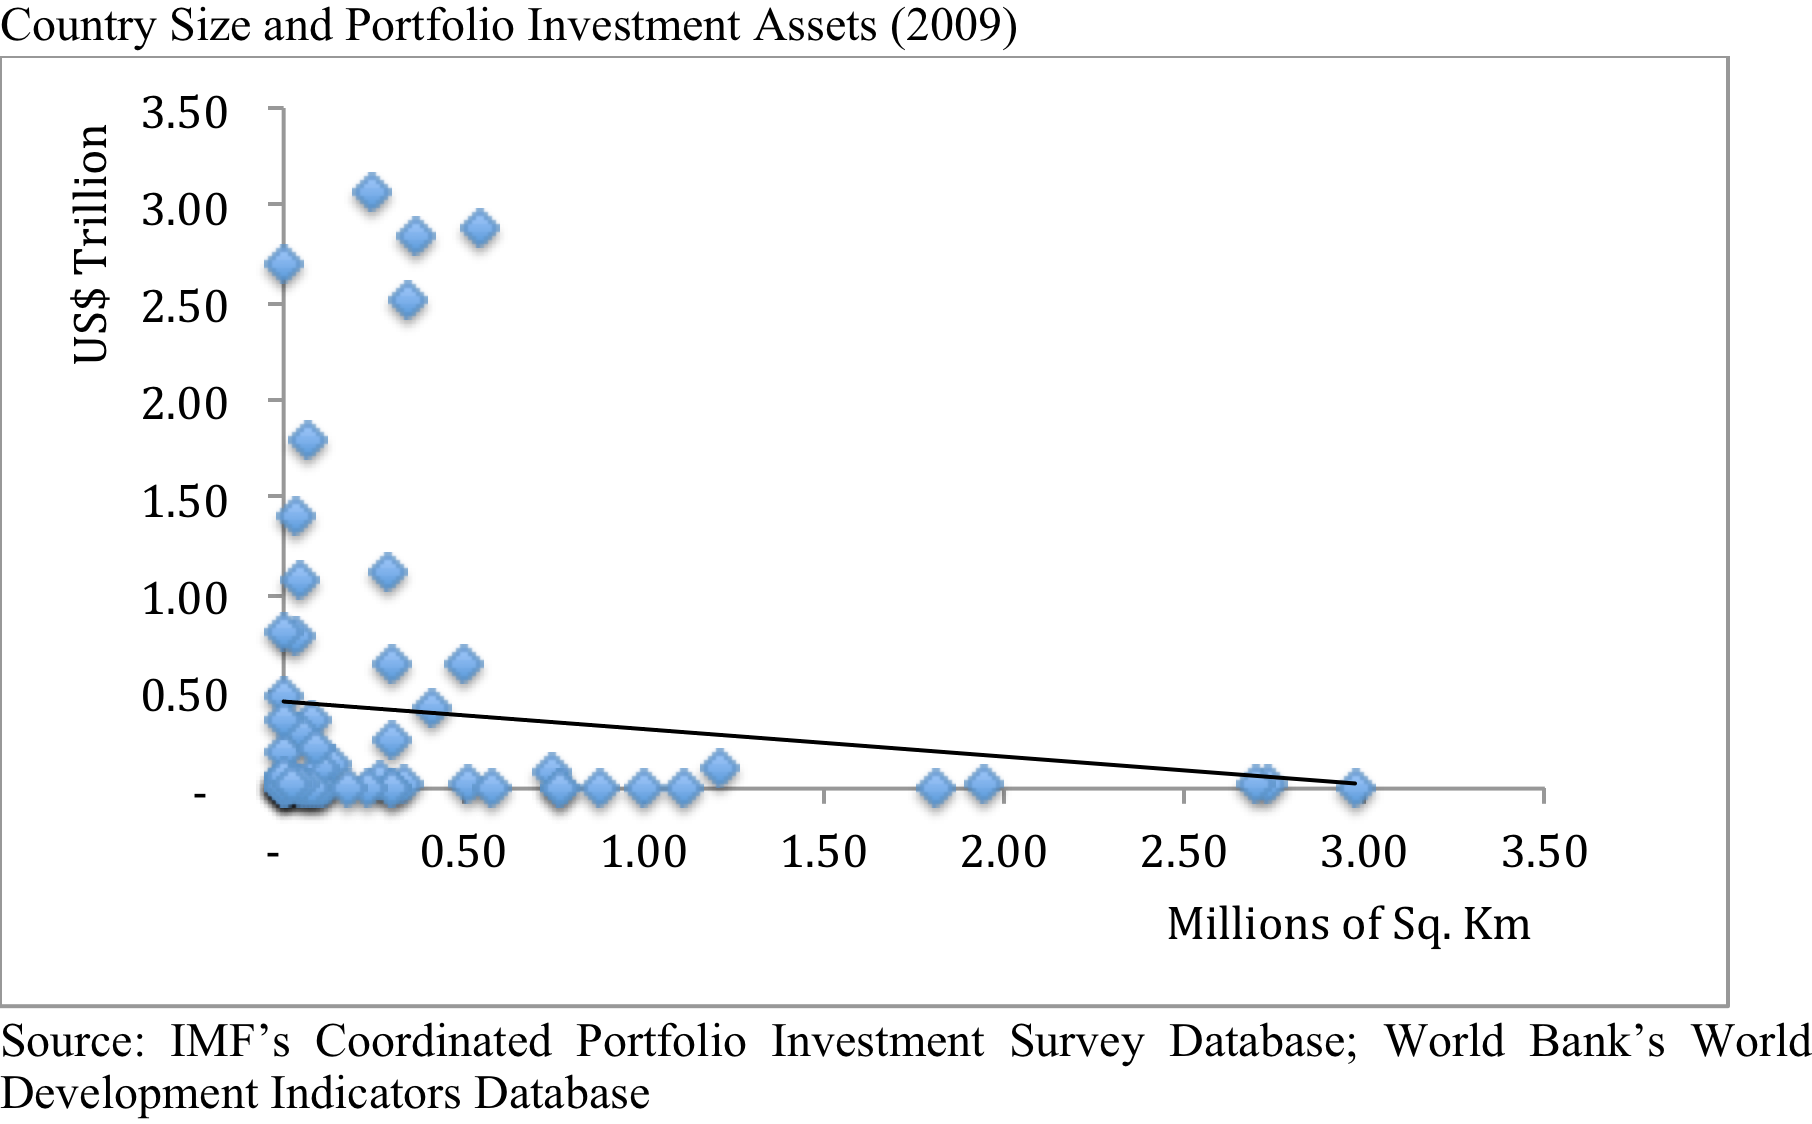 Country Size and Portfolio Investment Assets (2009)
US$ Trillion
3.50
3.00
2.50
2.00
1.50
1.00
0.50
-
- 0.50 1.00 1.50 2.00 2.50 3.00 3.50
Millions of Sq. Km
Source: IMF’s Coordinated Portfolio Investment Survey Database; World Bank’s World
Development Indicators Database